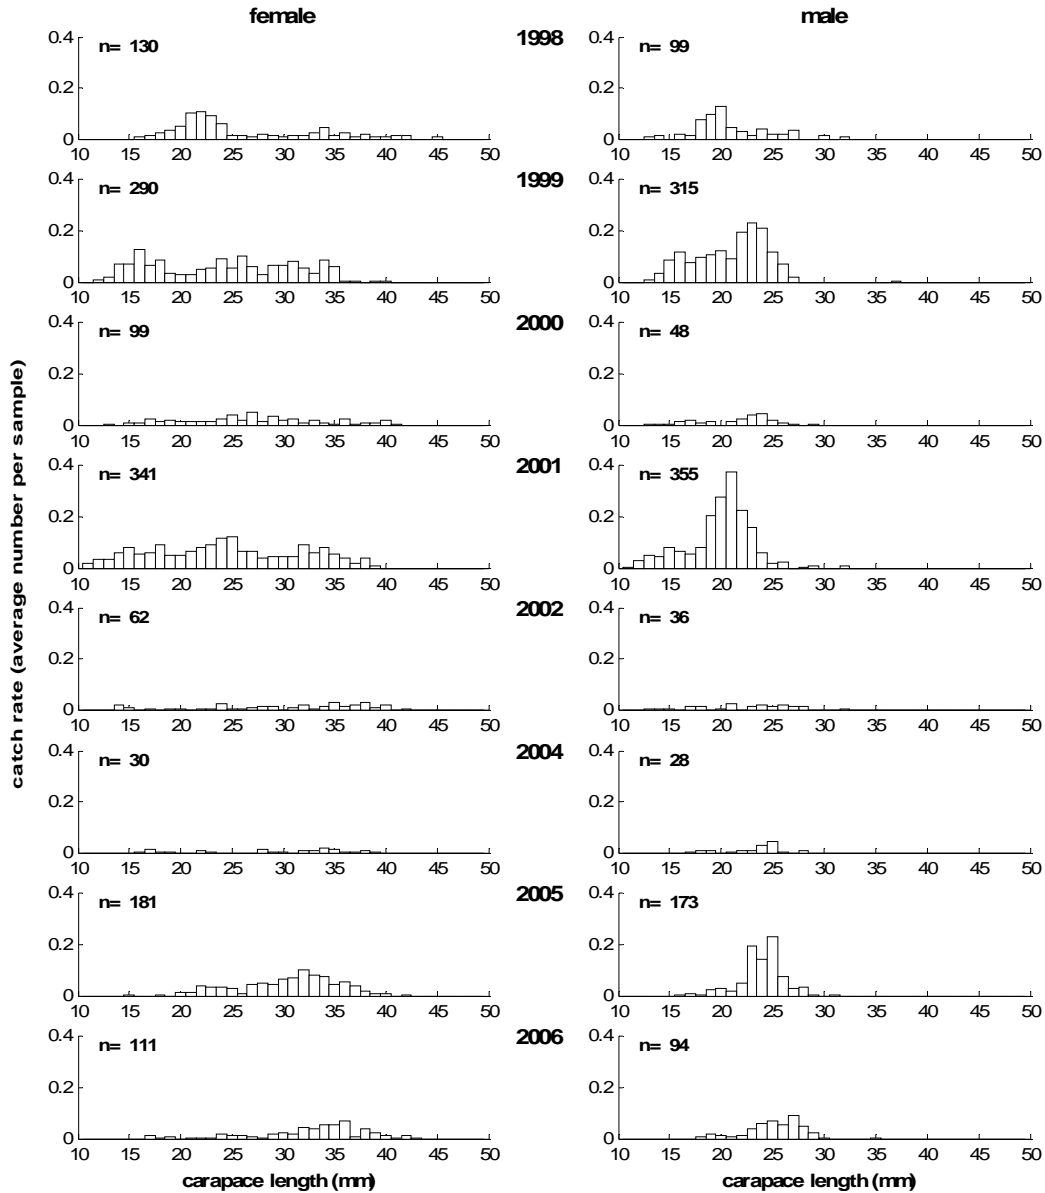 female male
0.4 n= 130 1998 0.4 n= 99
0.2 0.2
0 0
10 15 20 25 30 35 40 45 50 10 15 20 25 30 35 40 45 50
0.4 n= 290 1999 0.4 n= 315
0.2 0.2
0 0
10 15 20 25 30 35 40 45 50 10 15 20 25 30 35 40 45 50
0.4 n= 99 2000 0.4 n= 48
0.2 0.2
0 0
10 15 20 25 30 35 40 45 50 10 15 20 25 30 35 40 45 50
0.4 n= 341 2001 0.4 n= 355
0.2 0.2
0 0
10 15 20 25 30 35 40 45 50 10 15 20 25 30 35 40 45 50
0.4 n= 62 2002 0.4 n= 36
0.2 0.2
0 0
10 15 20 25 30 35 40 45 50 10 15 20 25 30 35 40 45 50
0.4 n= 30 2004 0.4 n= 28
0.2 0.2
0 0
10 15 20 25 30 35 40 45 50 10 15 20 25 30 35 40 45 50
0.4 n= 181 2005 0.4 n= 173
0.2 0.2
0 0
10 15 20 25 30 35 40 45 50 10 15 20 25 30 35 40 45 50
0.4 n= 111 2006 0.4 n= 94
0.2 0.2
0 0
10 15 20 25 30 35 40 45 50 10 15 20 25 30 35 40 45 50
carapace length (mm) carapace length (mm)
catch rate (average number per sample)